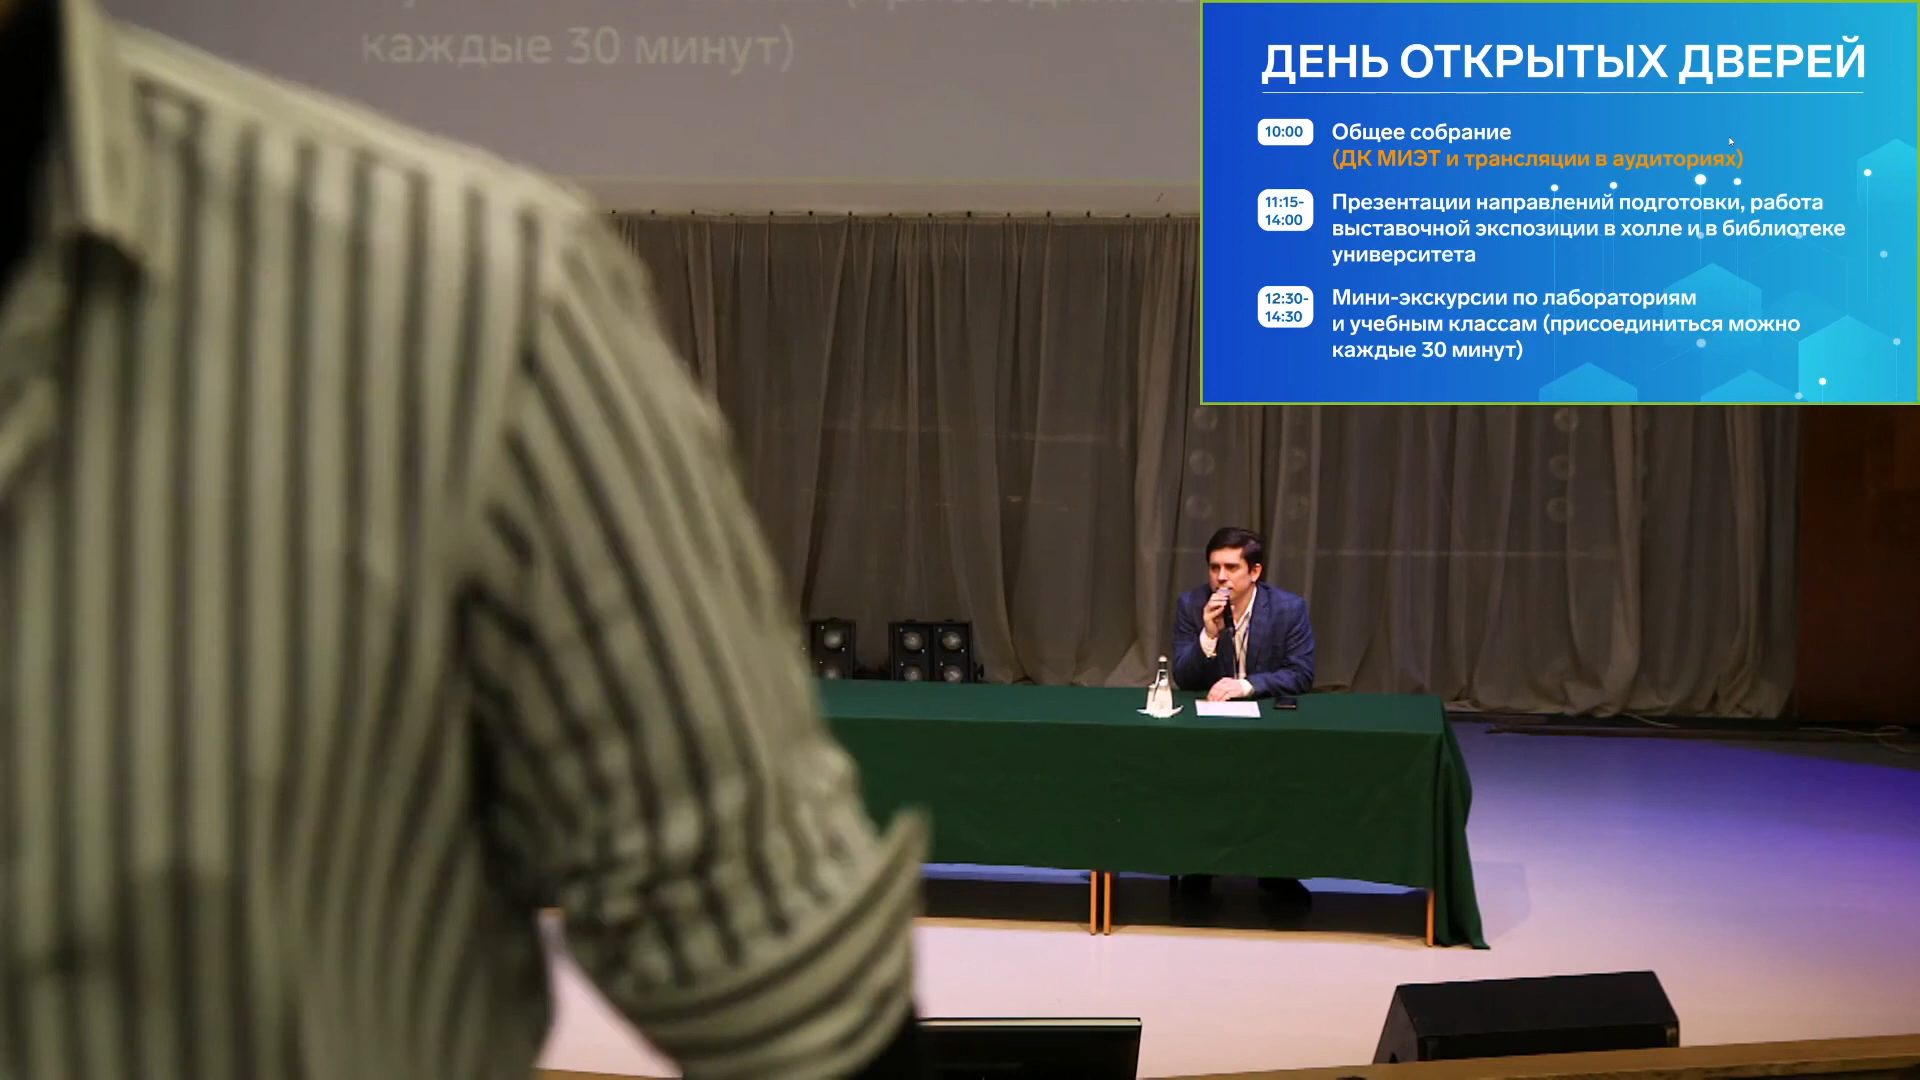 каждые 30 минут)
ДЕНЬ ОТКРЫТЫХ ДВЕРЕЙ
10:00
Общее собрание
(ДК МИЭТ и трансляции в аудиториях)
11:15-
14:00
Презентации направлений подготовки, работа
выставочной экспозиции в холле и в библиотеке
университета
12:30-
14:30
Мини-экскурсии по лабораториям
и учебным классам (присоединиться можно
каждые 30 минут)